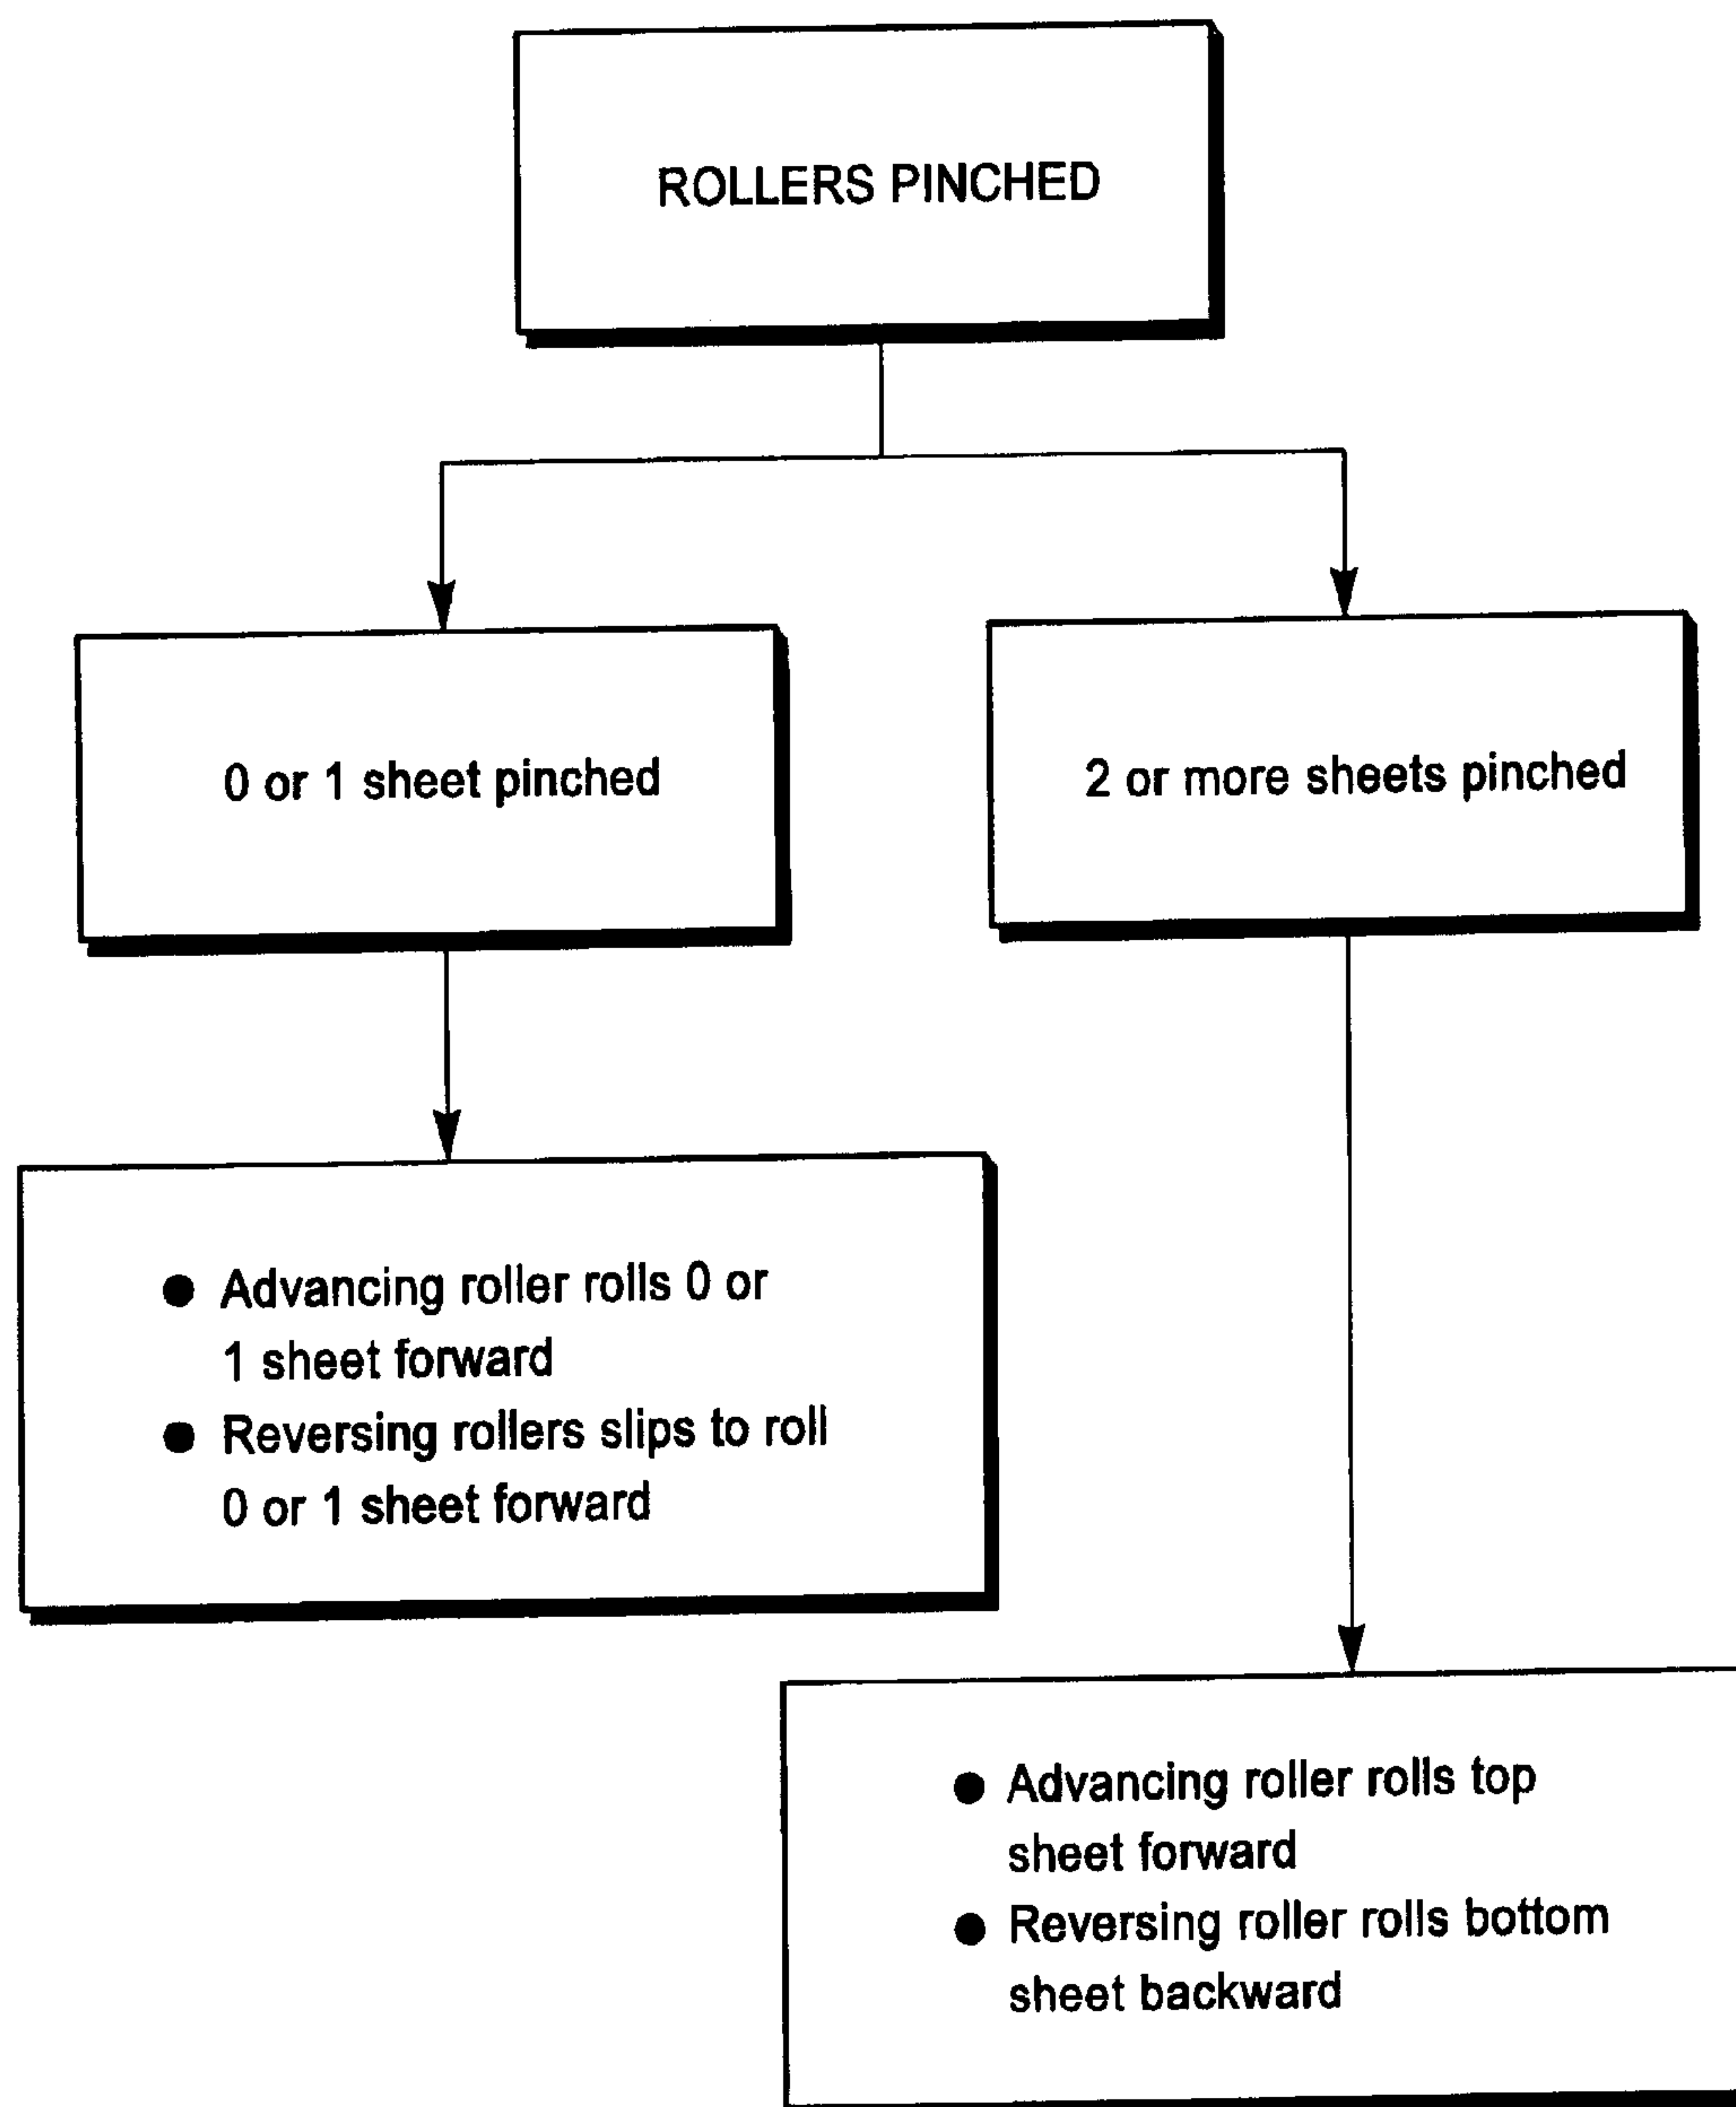 ROLLERS PINCHED
0 or 1 sheet pinched
2 or more sheets pinched
● Advancing roller rolls 0 or
1 sheet forward
● Reversing rollers slips to roll
0 or 1 sheet forward
● Advancing roller rolls top
sheet forward
● Reversing roller rolls bottom
sheet backward